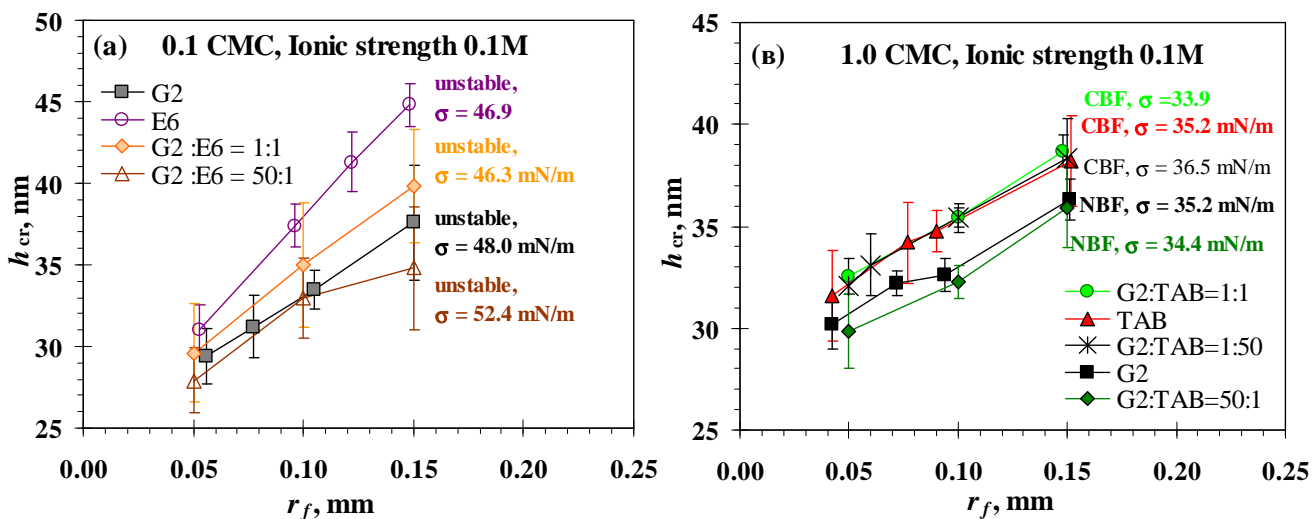 (a) 0.1 CMC, Ionic strength 0.1M
G2
E6
G2 :E6 = 1:1
G2 :E6 = 50:1
unstable,
σ = 46.9
unstable,
σ = 46.3 mN/m
unstable,
σ = 48.0 mN/m
unstable,
σ = 52.4 mN/m
h cr, nm
50
45
40
35
30
25
0.00 0.05 0.10 0.15 0.20 0.25
r f, mm
(в) 1.0 CMC, Ionic strength 0.1M
CBF, σ =33.9
CBF, σ = 35.2 mN/m
CBF, σ = 36.5 mN/m
NBF, σ = 35.2 mN/m
NBF, σ = 34.4 mN/m
G2:TAB=1:1
TAB
G2:TAB=1:50
G2
G2:TAB=50:1
h cr, nm
45
40
35
30
25
0.00 0.05 0.10 0.15 0.20 0.25
r f, mm